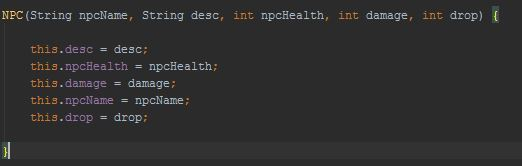 NPC(String npcName, String desc, int npcHealth, int damage, int drop) {
this.desc = desc;
this.npcHealth = npcHealth;
this.damage = damage;
this.npcName = npcName;
this.drop = drop;
}